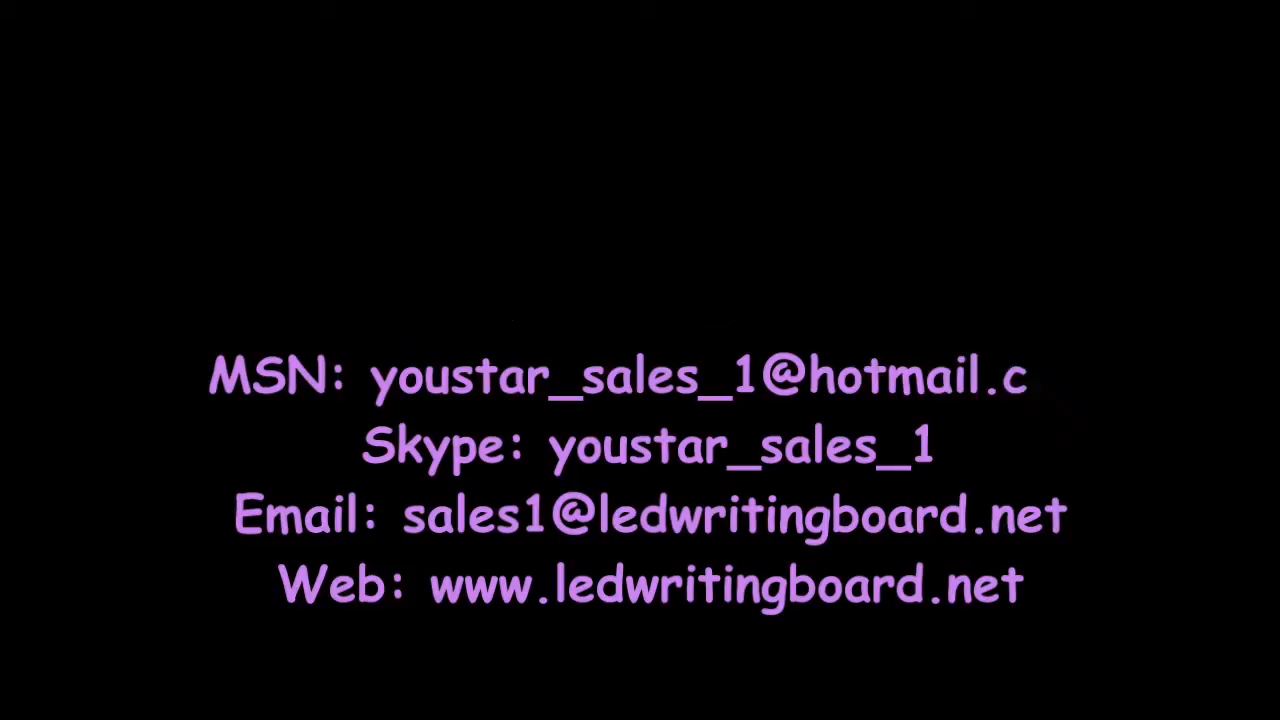 MSN: youstar_sales_1@hotmail.c
Skype: youstar_sales_1
Email: sales1@ledwritingboard.net
Web: www.ledwritingboard.net